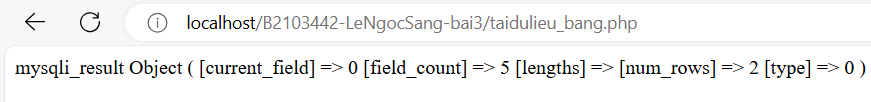 localhost/B2103442-LeNgocSang-bai3/taidulieu_bang.php
mysqli_result Object ( [current_field] => 0 [field_count] => 5 [lengths] => [num_rows] => 2 [type] => 0 )